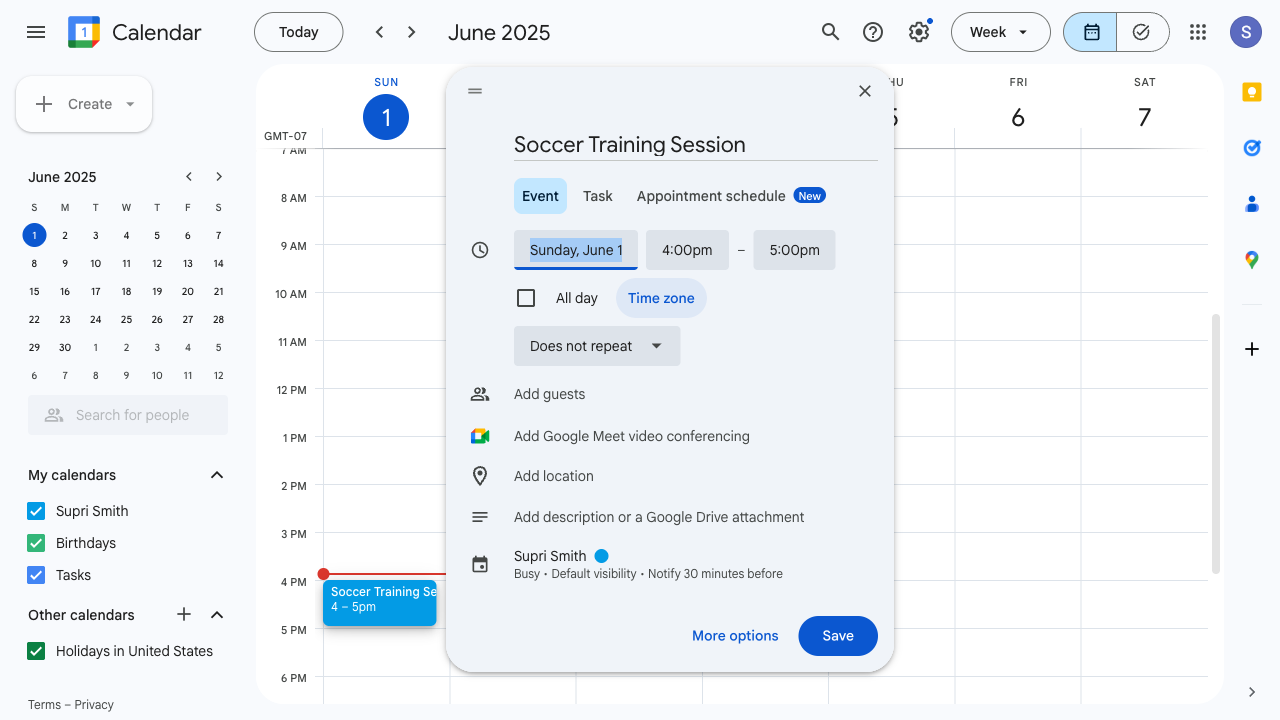 Calendar
Today
June 2025
Week
S
Create
June 2025
S M T W T F S
1 2 3 4 5 6 7
8 9 10 11 12 13 14
15 16 17 18 19 20 21
22 23 24 25 26 27 28
29 30 1 2 3 4 5
6 7 8 9 10 11 12
Search for people
My calendars
Supri Smith
Birthdays
Tasks
Other calendars
Holidays in United States
Terms – Privacy
GMT-07
SUN
1
FRI
6
SAT
7
7 AM
8 AM
9 AM
10 AM
11 AM
12 PM
1 PM
2 PM
3 PM
4 PM
5 PM
6 PM
Soccer Training Se
4 – 5pm
Soccer Training Session
Event Task Appointment schedule New
Sunday, June 1 4:00pm – 5:00pm
All day Time zone
Does not repeat
Add guests
Add Google Meet video conferencing
Add location
Add description or a Google Drive attachment
Supri Smith
Busy • Default visibility • Notify 30 minutes before
More options Save